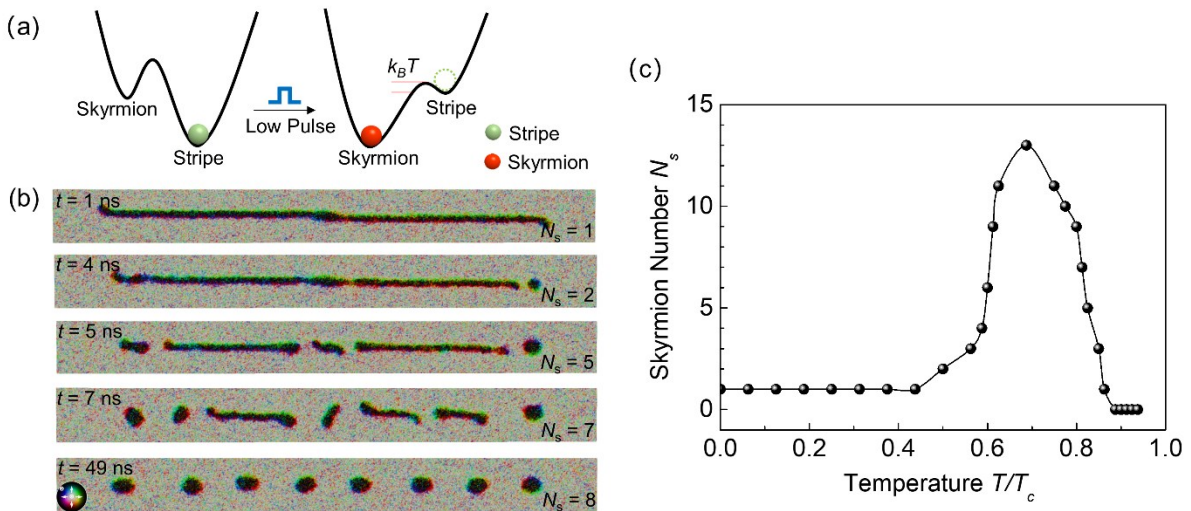 (a)
Skyrmion
Stripe
Low Pulse
k_BT
Stripe
Skyrmion
Stripe
Skyrmion
(b)
t = 1 ns
N_s = 1
t = 4 ns
N_s = 2
t = 5 ns
N_s = 5
t = 7 ns
N_s = 7
t = 49 ns
N_s = 8
(c)
Skyrmion Number N_s
15
10
5
0
0.0 0.2 0.4 0.6 0.8 1.0
Temperature T/T_c